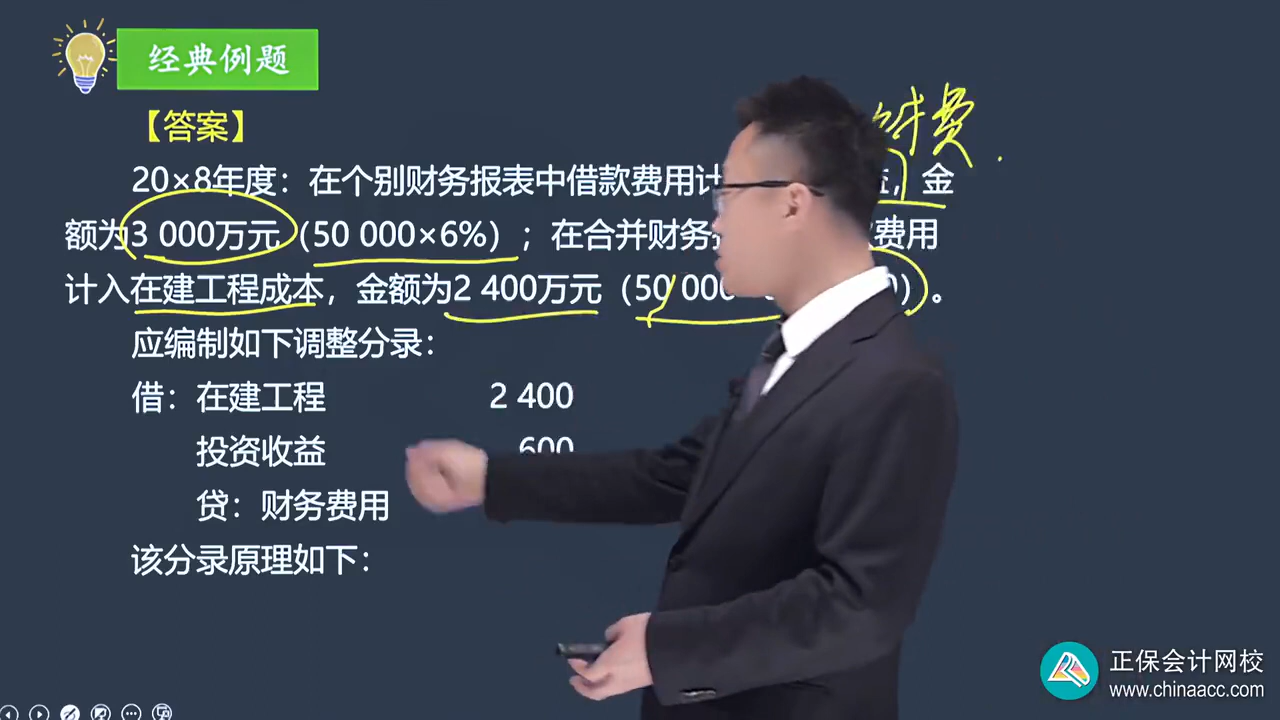 经典例题
费
【答案】
20×8年度：在个别财务报表中借款费用计 ，金
额为3 000万元（50 000×6%）；在合并财务 费用
计入在建工程成本，金额为2 400万元（50 000 ）。
应编制如下调整分录：
借：在建工程 2 400
投资收益 600
贷：财务费用
该分录原理如下：
正保会计网校
www.chinaacc.com